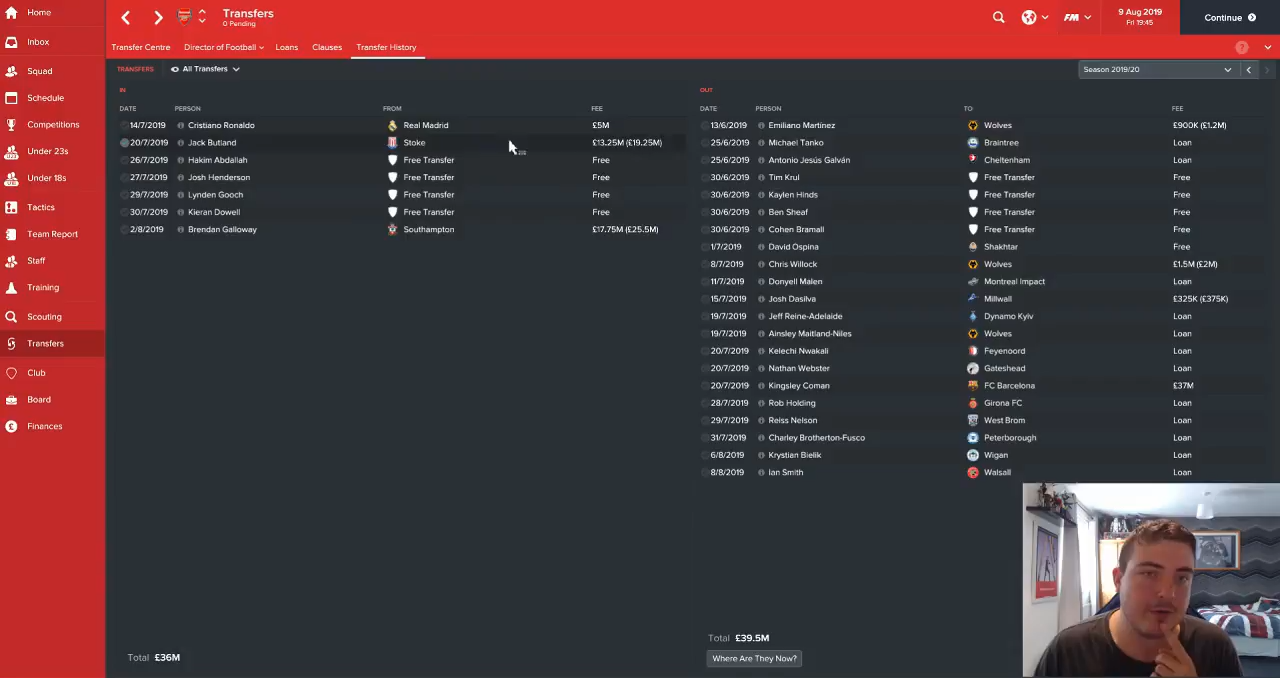 Home
Inbox
Squad
Schedule
Competitions
Under 23s
Under 18s
Tactics
Team Report
Staff
Training
Scouting
Transfers
Club
Board
Finances
Transfers
0 Pending
FM
9 Aug 2019
Fri 19:45
Continue
Transfer Centre Director of Football Loans Clauses Transfer History
?
TRANSFERS All Transfers Season 2019/20
IN
DATE PERSON FROM FEE
14/7/2019 Cristiano Ronaldo Real Madrid £5M
20/7/2019 Jack Butland Stoke £13.25M (£19.25M)
26/7/2019 Hakim Abdallah Free Transfer Free
27/7/2019 Josh Henderson Free Transfer Free
29/7/2019 Lynden Gooch Free Transfer Free
30/7/2019 Kieran Dowell Free Transfer Free
2/8/2019 Brendan Galloway Southampton £17.75M (£25.5M)
Total £36M
OUT
DATE PERSON TO FEE
13/6/2019 Emiliano Martínez Wolves £900K (£1.2M)
25/6/2019 Michael Tanko Braintree Loan
25/6/2019 Antonio Jesús Galván Cheltenham Loan
30/6/2019 Tim Krul Free Transfer Free
30/6/2019 Kaylen Hinds Free Transfer Free
30/6/2019 Ben Sheaf Free Transfer Free
30/6/2019 Cohen Bramall Free Transfer Free
1/7/2019 David Ospina Shakhtar Free
8/7/2019 Chris Willock Wolves £1.5M (£2M)
11/7/2019 Donyell Malen Montreal Impact Loan
15/7/2019 Josh Dasilva Millwall £325K (£375K)
19/7/2019 Jeff Reine-Adelaide Dynamo Kyiv Loan
19/7/2019 Ainsley Maitland-Niles Wolves Loan
20/7/2019 Kelechi Nwakali Feyenoord Loan
20/7/2019 Nathan Webster Gateshead Loan
20/7/2019 Kingsley Coman FC Barcelona £37M
28/7/2019 Rob Holding Girona FC Loan
29/7/2019 Reiss Nelson West Brom Loan
31/7/2019 Charley Brotherton-Fusco Peterborough Loan
6/8/2019 Krystian Bielik Wigan Loan
8/8/2019 Ian Smith Walsall Loan
Total £39.5M
Where Are They Now?